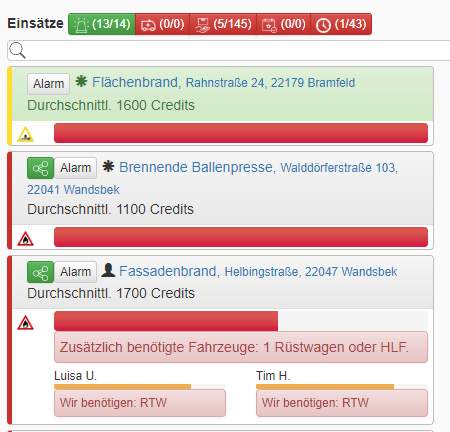 Einsätze (13/14) (0/0) (5/145) (0/0) (1/43)
Alarm Flächenbrand, Rahnstraße 24, 22179 Bramfeld
Durchschnittl. 1600 Credits
Alarm Brennende Ballenpresse, Walddörferstraße 103,
22041 Wandsbek
Durchschnittl. 1100 Credits
Alarm Fassadenbrand, Helbingstraße, 22047 Wandsbek
Durchschnittl. 1700 Credits
Zusätzlich benötigte Fahrzeuge: 1 Rüstwagen oder HLF.
Luisa U. Tim H.
Wir benötigen: RTW Wir benötigen: RTW